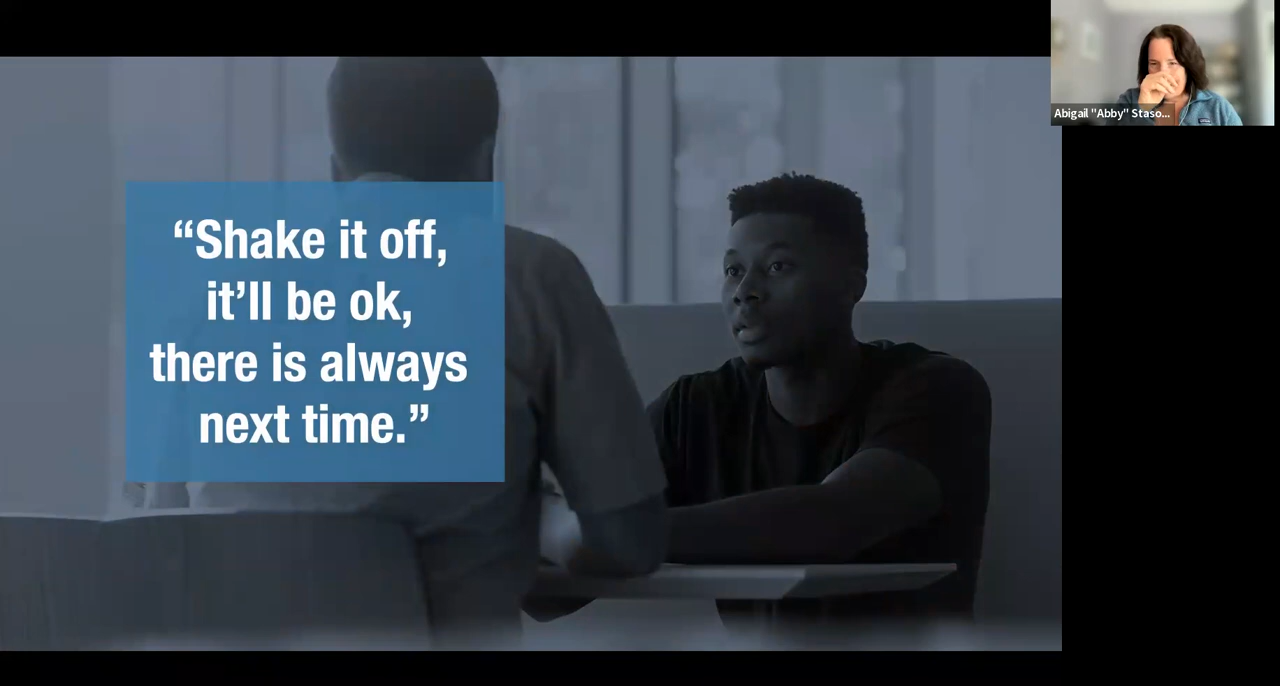 “Shake it off,
it’ll be ok,
there is always
next time.”
Abigail "Abby" Staso...